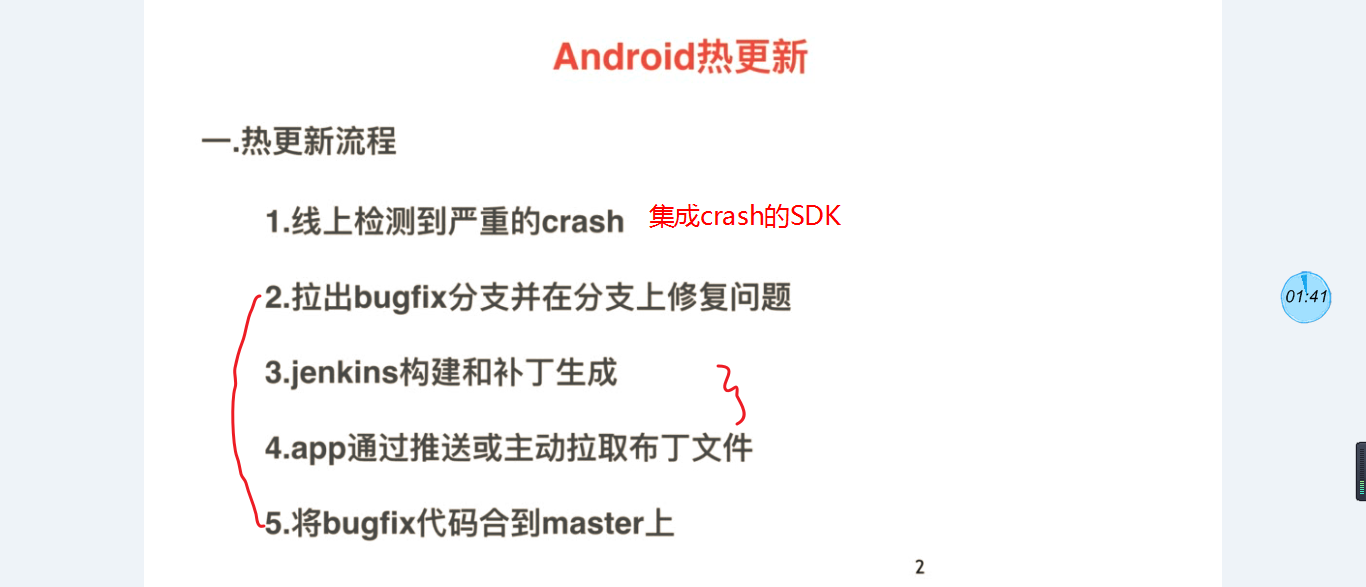 Android热更新
一.热更新流程
1.线上检测到严重的crash 集成crash的SDK
2.拉出bugfix分支并在分支上修复问题
01:41
3.jenkins构建和补丁生成
4.app通过推送或主动拉取布丁文件
5.将bugfix代码合到master上
2